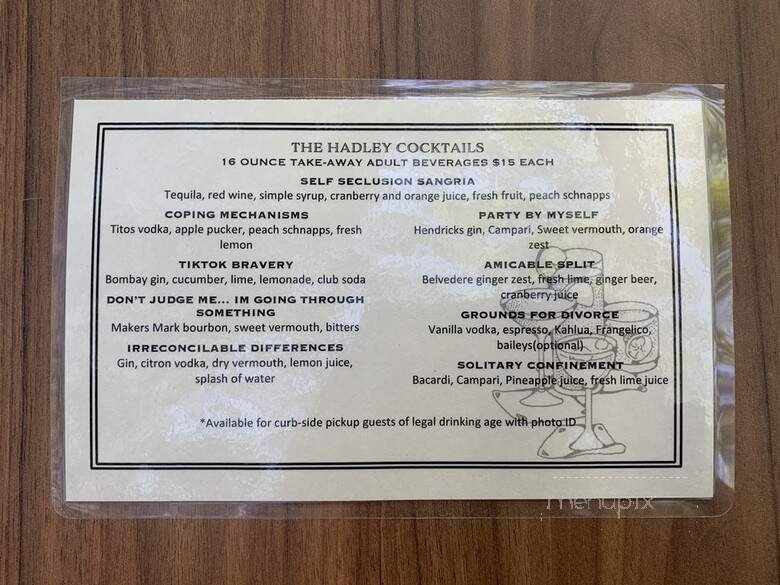 THE HADLEY COCKTAILS
16 OUNCE TAKE-AWAY ADULT BEVERAGES $15 EACH
SELF SECLUSION SANGRIA
Tequila, red wine, simple syrup, cranberry and orange juice, fresh fruit, peach schnapps
COPING MECHANISMS
Titos vodka, apple pucker, peach schnapps, fresh
lemon
TIKTOK BRAVERY
Bombay gin, cucumber, lime, lemonade, club soda
DON'T JUDGE ME... IM GOING THROUGH
SOMETHING
Makers Mark bourbon, sweet vermouth, bitters
IRRECONCILABLE DIFFERENCES
Gin, citron vodka, dry vermouth, lemon juice,
splash of water
PARTY BY MYSELF
Hendricks gin, Campari, Sweet vermouth, orange
zest
AMICABLE SPLIT
Belvedere ginger zest, fresh lime, ginger beer,
cranberry juice
GROUNDS FOR DIVORCE
Vanilla vodka, espresso, Kahlua, Frangelico,
baileys(optional)
SOLITARY CONFINEMENT
Bacardi, Campari, Pineapple juice, fresh lime juice
*Available for curb-side pickup guests of legal drinking age with photo ID
menupix